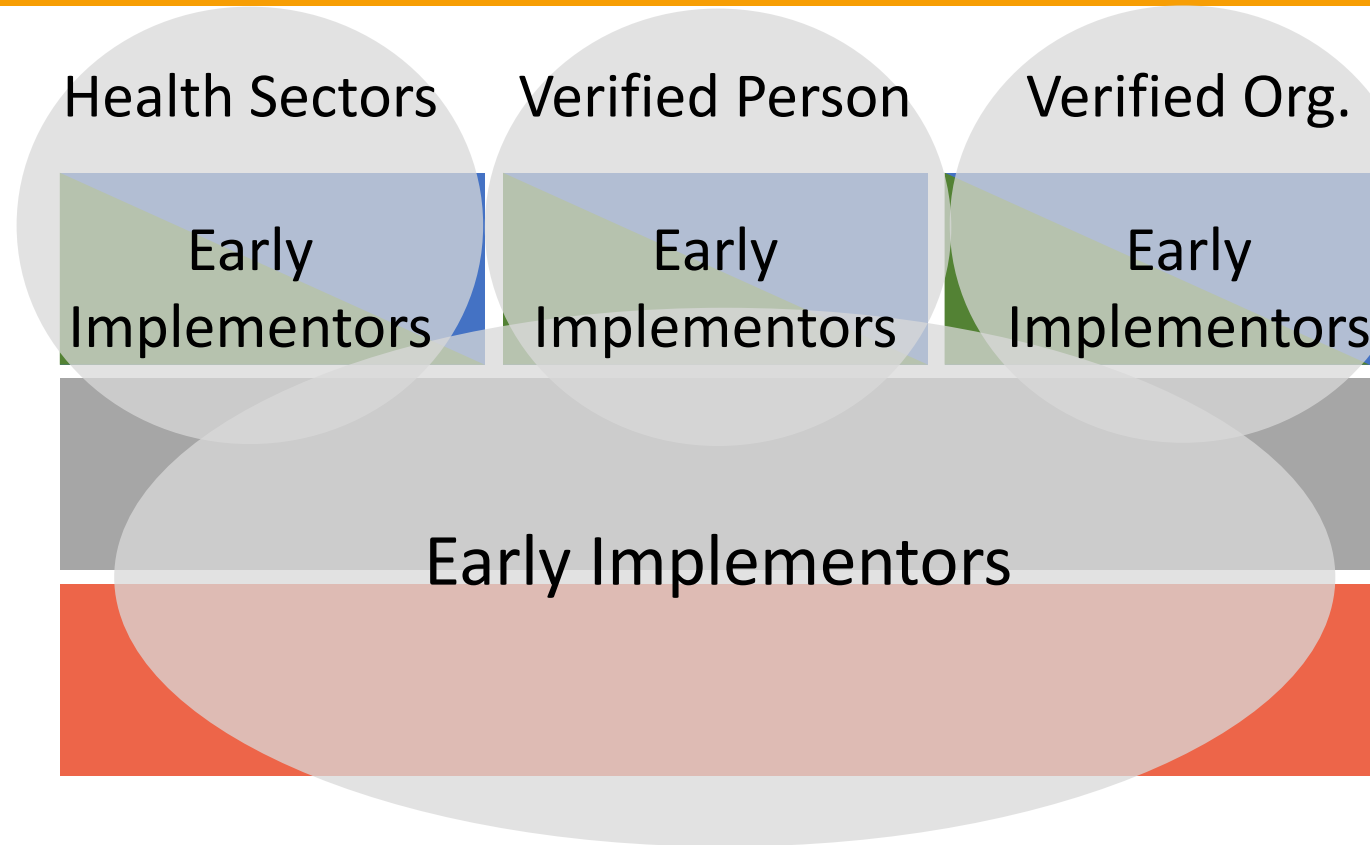 Health Sectors
Verified Person
Verified Org.
Early
Implementors
Early
Implementors
Early
Implementors
Early Implementors